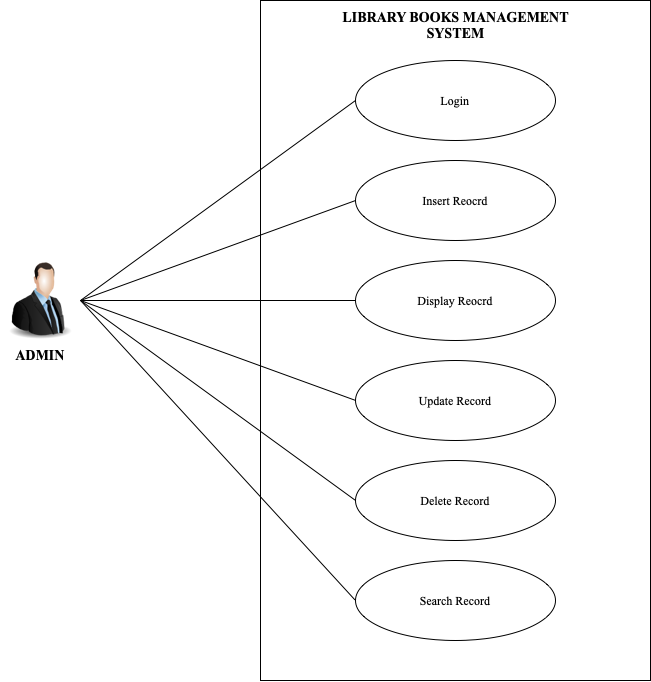 LIBRARY BOOKS MANAGEMENT
SYSTEM
Login
Insert Reocrd
Display Reocrd
ADMIN
Update Record
Delete Record
Search Record